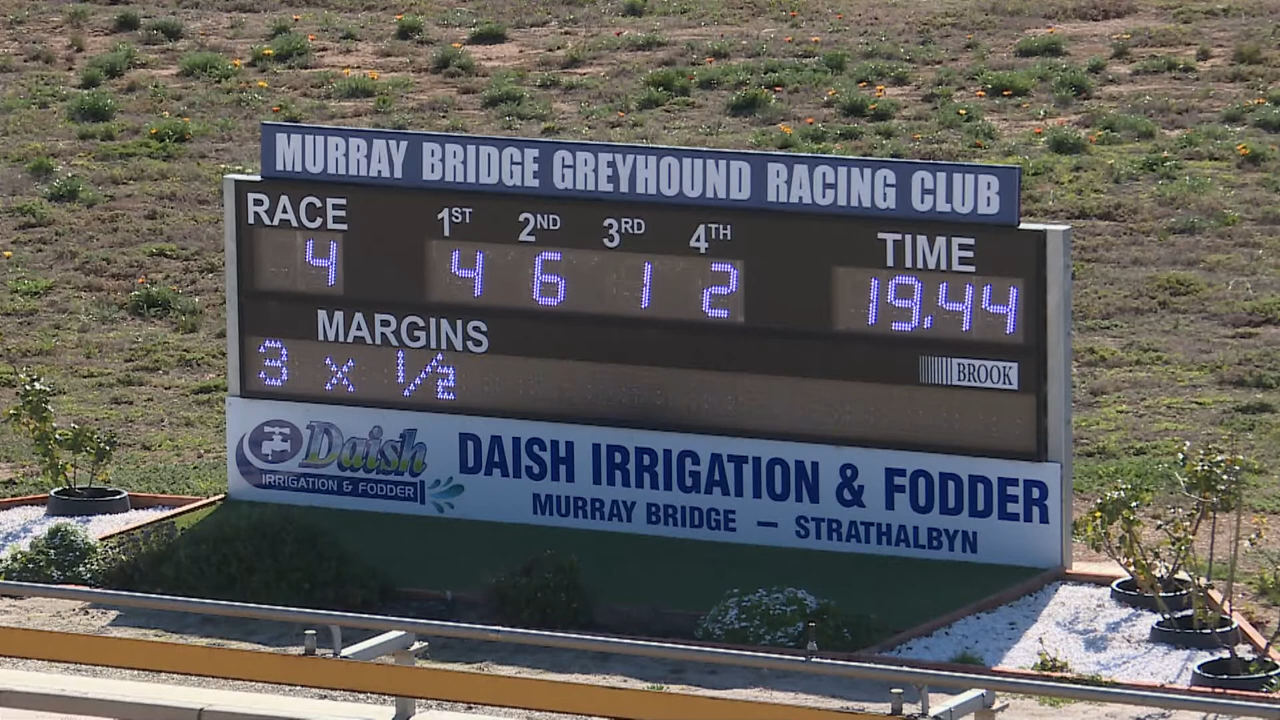 MURRAY BRIDGE GREYHOUND RACING CLUB
RACE 1ST 2ND 3RD 4TH TIME
4 4 6 1 2 19.44
MARGINS
3 x 1/2
BROOK
Daish
IRRIGATION & FODDER
DAISH IRRIGATION & FODDER
MURRAY BRIDGE – STRATHALBYN